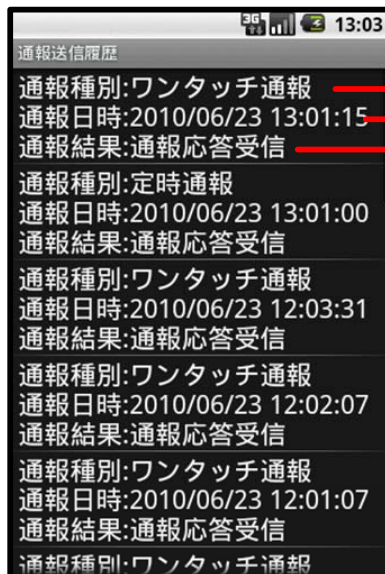 3G 13:03
通報送信履歴
通報種別:ワンタッチ通報
通報日時:2010/06/23 13:01:15
通報結果:通報応答受信
通報種別:定時通報
通報日時:2010/06/23 13:01:00
通報結果:通報応答受信
通報種別:ワンタッチ通報
通報日時:2010/06/23 12:03:31
通報結果:通報応答受信
通報種別:ワンタッチ通報
通報日時:2010/06/23 12:02:07
通報結果:通報応答受信
通報種別:ワンタッチ通報
通報日時:2010/06/23 12:01:07
通報結果:通報応答受信
通報種別:ワンタッチ通報